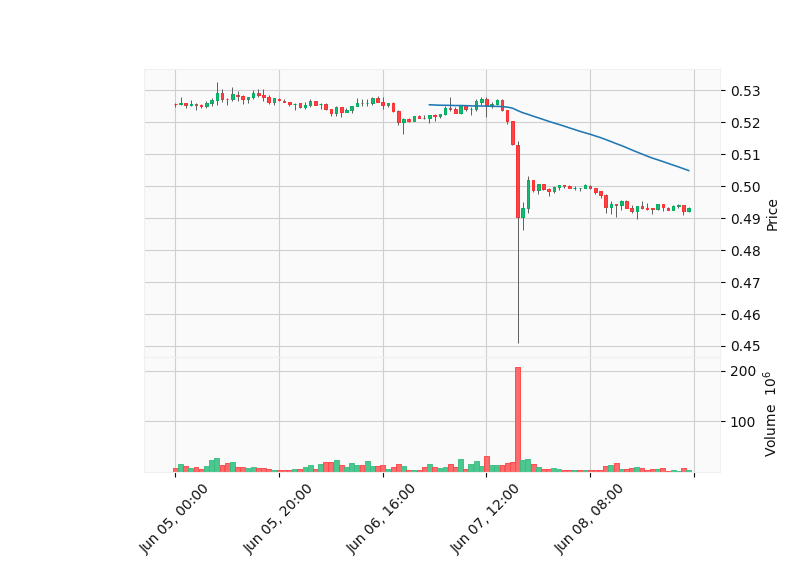 0.53
0.52
0.51
0.50
0.49
0.48
0.47
0.46
0.45
Price
200
100
Volume 10^6
Jun 05, 00:00
Jun 05, 20:00
Jun 06, 16:00
Jun 07, 12:00
Jun 08, 08:00